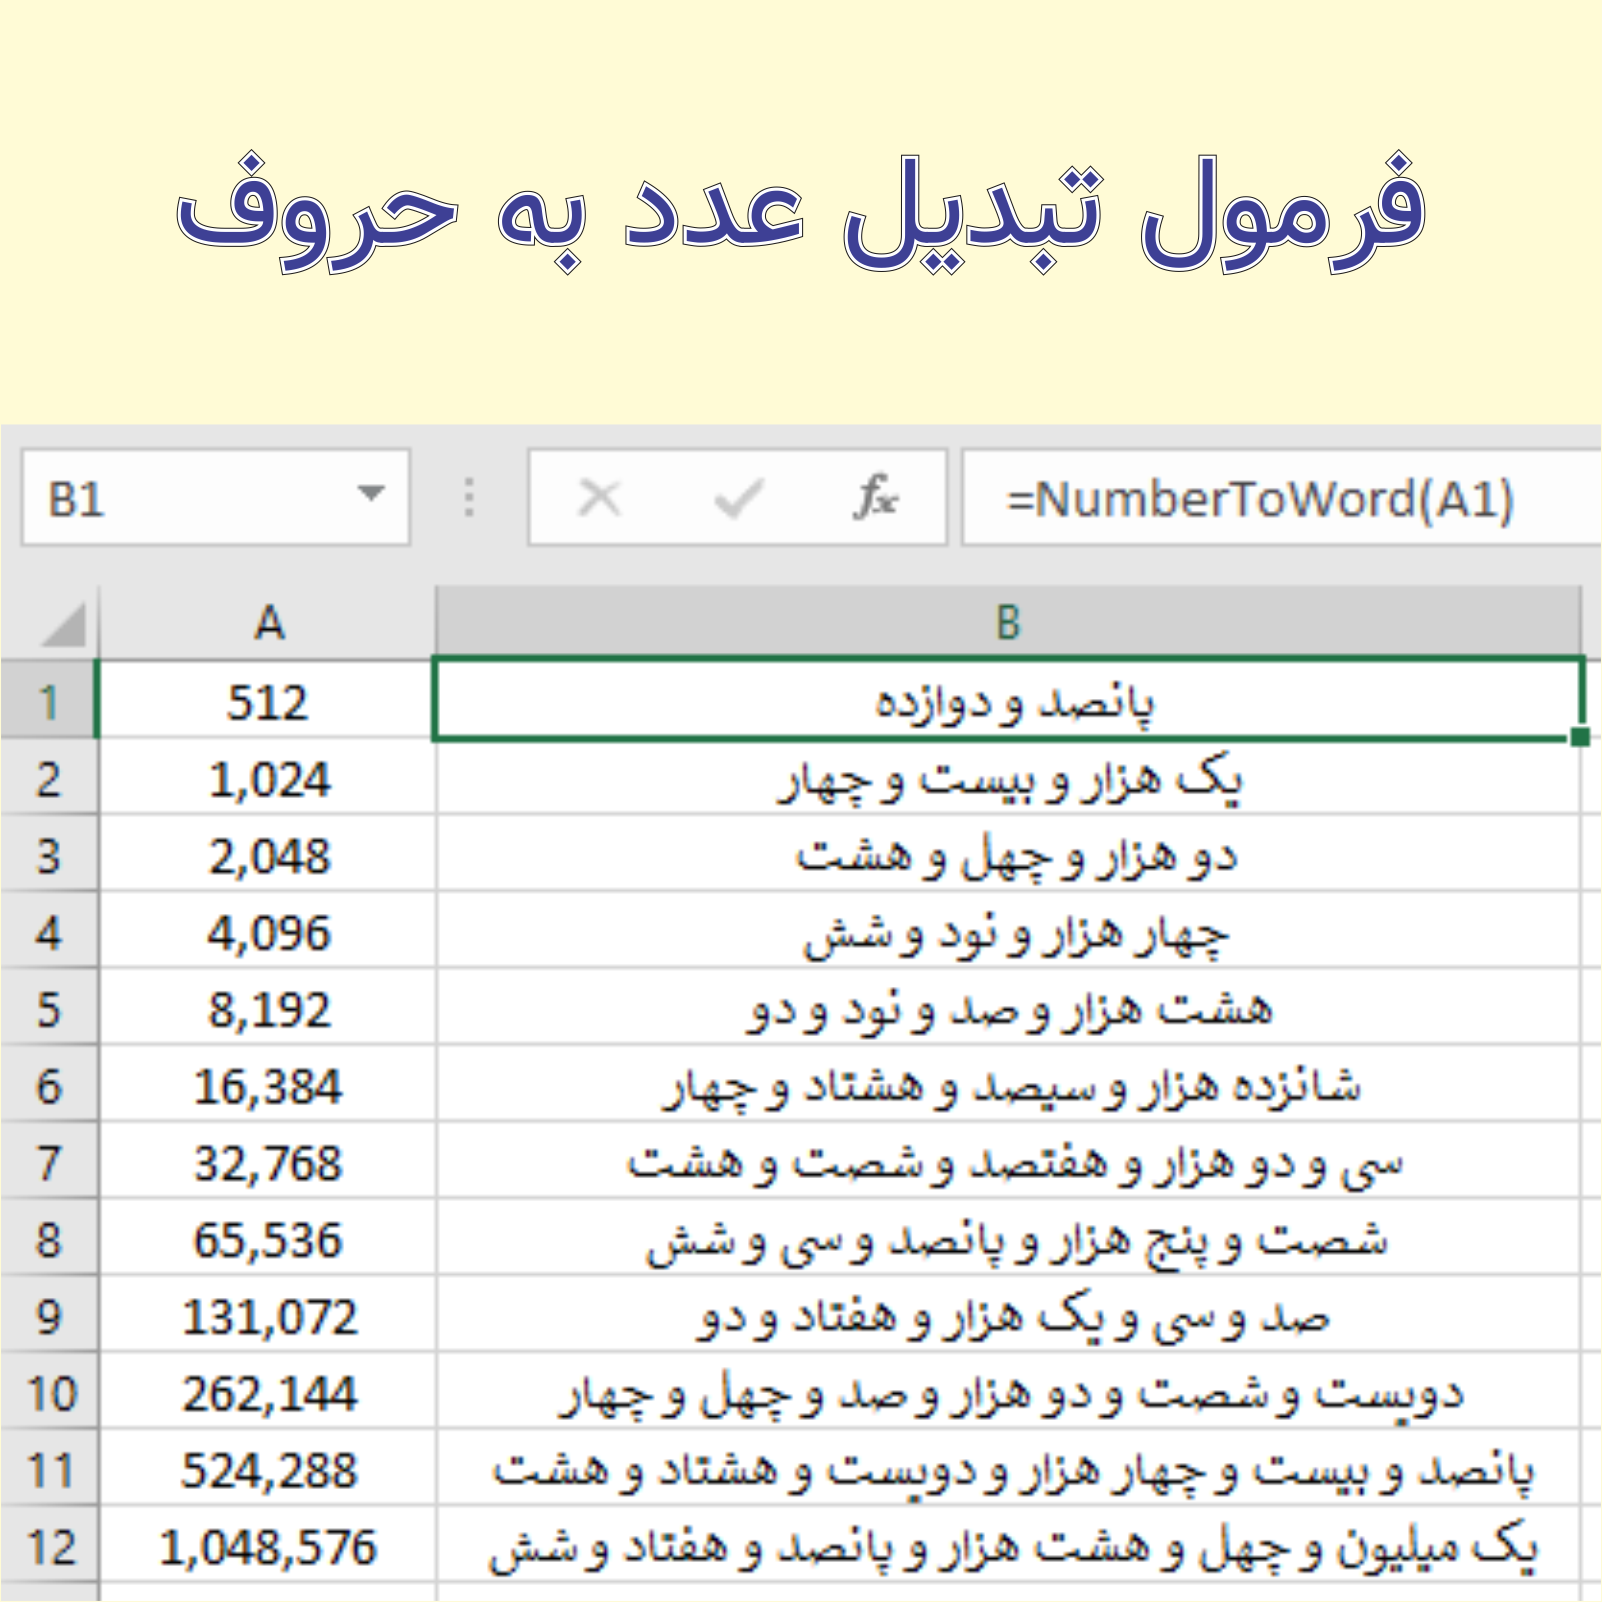 فرمول تبدیل عدد به حروف
B1 fx =NumberToWord(A1)
A B
1 512 پانصد و دوازده
2 1,024 یک هزار و بیست و چهار
3 2,048 دو هزار و چهل و هشت
4 4,096 چهار هزار و نود و شش
5 8,192 هشت هزار و صد و نود و دو
6 16,384 شانزده هزار و سیصد و هشتاد و چهار
7 32,768 سی و دو هزار و هفتصد و شصت و هشت
8 65,536 شصت و پنج هزار و پانصد و سی و شش
9 131,072 صد و سی و یک هزار و هفتاد و دو
10 262,144 دویست و شصت و دو هزار و صد و چهل و چهار
11 524,288 پانصد و بیست و چهار هزار و دویست و هشتاد و هشت
12 1,048,576 یک میلیون و چهل و هشت هزار و پانصد و هفتاد و شش